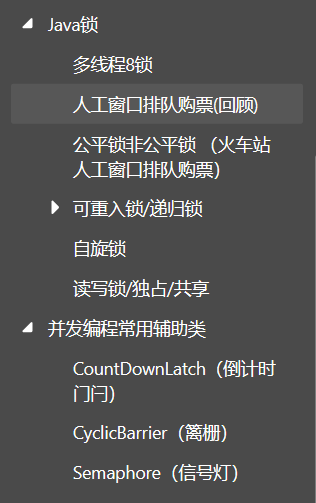 Java锁
多线程8锁
人工窗口排队购票(回顾)
公平锁非公平锁 （火车站
人工窗口排队购票）
可重入锁/递归锁
自旋锁
读写锁/独占/共享
并发编程常用辅助类
CountDownLatch（倒计时
门闩）
CyclicBarrier（篱栅）
Semaphore（信号灯）